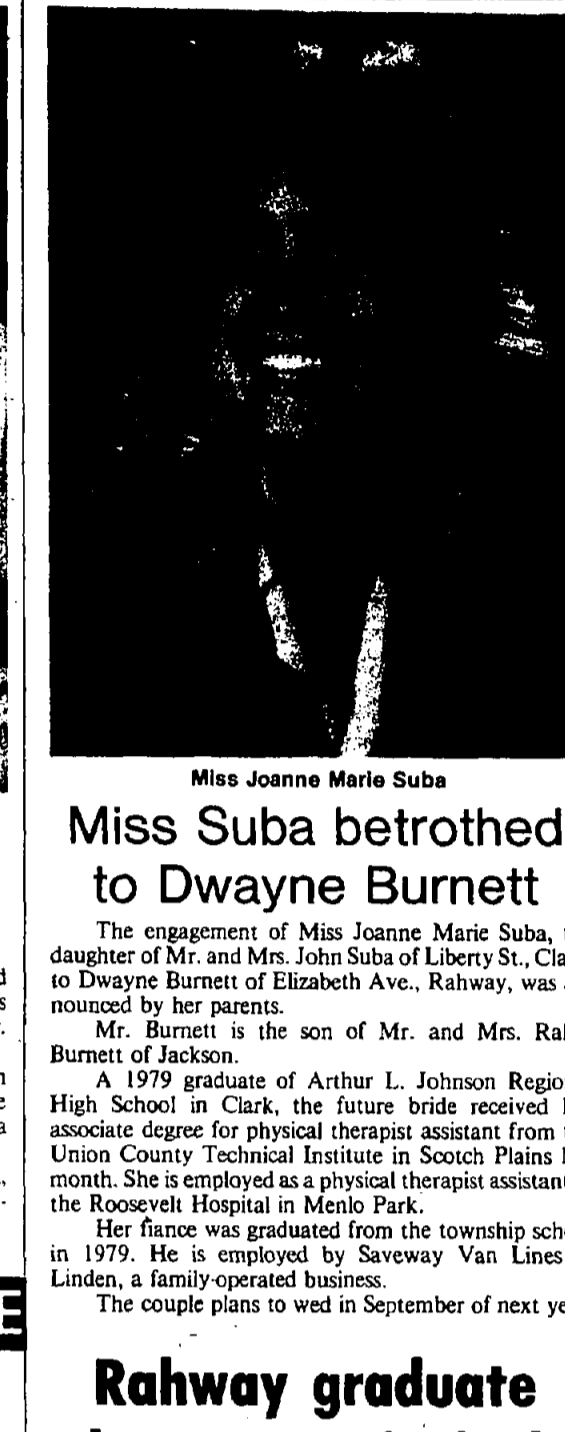 Miss Joanne Marie Suba
Miss Suba betrothed
to Dwayne Burnett
The engagement of Miss Joanne Marie Suba,
daughter of Mr. and Mrs. John Suba of Liberty St., Cla
to Dwayne Burnett of Elizabeth Ave., Rahway, was
nounced by her parents.
Mr. Burnett is the son of Mr. and Mrs. Ral
Burnett of Jackson.
A 1979 graduate of Arthur L. Johnson Regio
High School in Clark, the future bride received
associate degree for physical therapist assistant from
Union County Technical Institute in Scotch Plains
month. She is employed as a physical therapist assistant
the Roosevelt Hospital in Menlo Park.
Her fiance was graduated from the township sch
in 1979. He is employed by Saveway Van Lines
Linden, a family-operated business.
The couple plans to wed in September of next ye
Rahway graduate